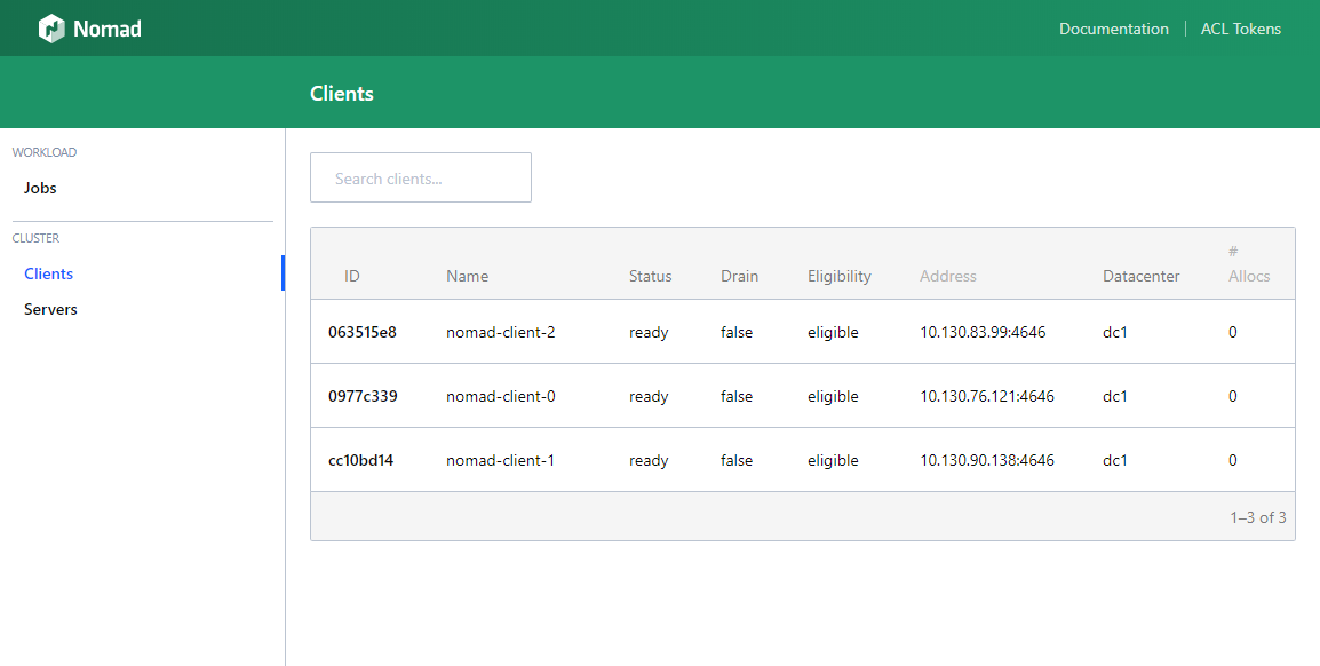 Nomad
Documentation ACL Tokens
Clients
WORKLOAD
Jobs
CLUSTER
Clients
Servers
Search clients...
ID Name Status Drain Eligibility Address Datacenter # Allocs
063515e8 nomad-client-2 ready false eligible 10.130.83.99:4646 dc1 0
0977c339 nomad-client-0 ready false eligible 10.130.76.121:4646 dc1 0
cc10bd14 nomad-client-1 ready false eligible 10.130.90.138:4646 dc1 0
1–3 of 3